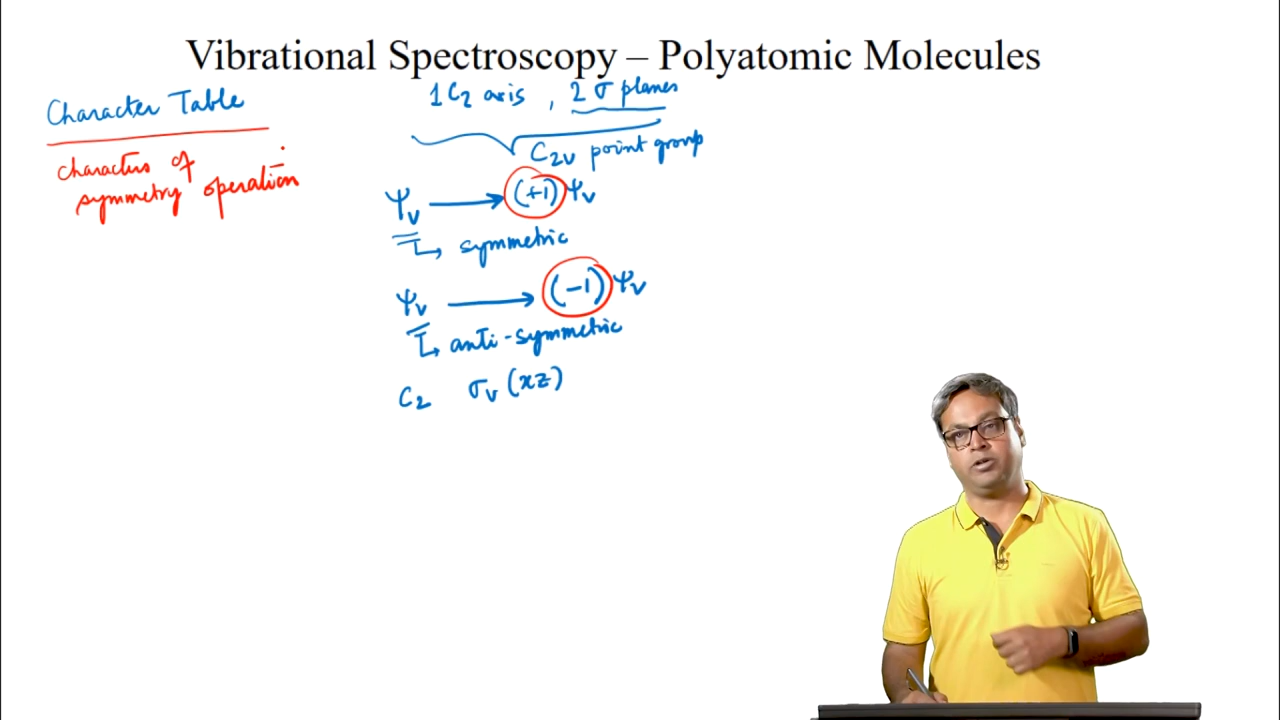 Vibrational Spectroscopy – Polyatomic Molecules
Character Table
characters of
symmetry operation
1 C₂ axis , 2 σ planes
C₂ᵥ point group
Ψᵥ ⟶ (+1) Ψᵥ
↳ symmetric
Ψᵥ ⟶ (−1) Ψᵥ
↳ anti-symmetric
C₂ σᵥ (xz)